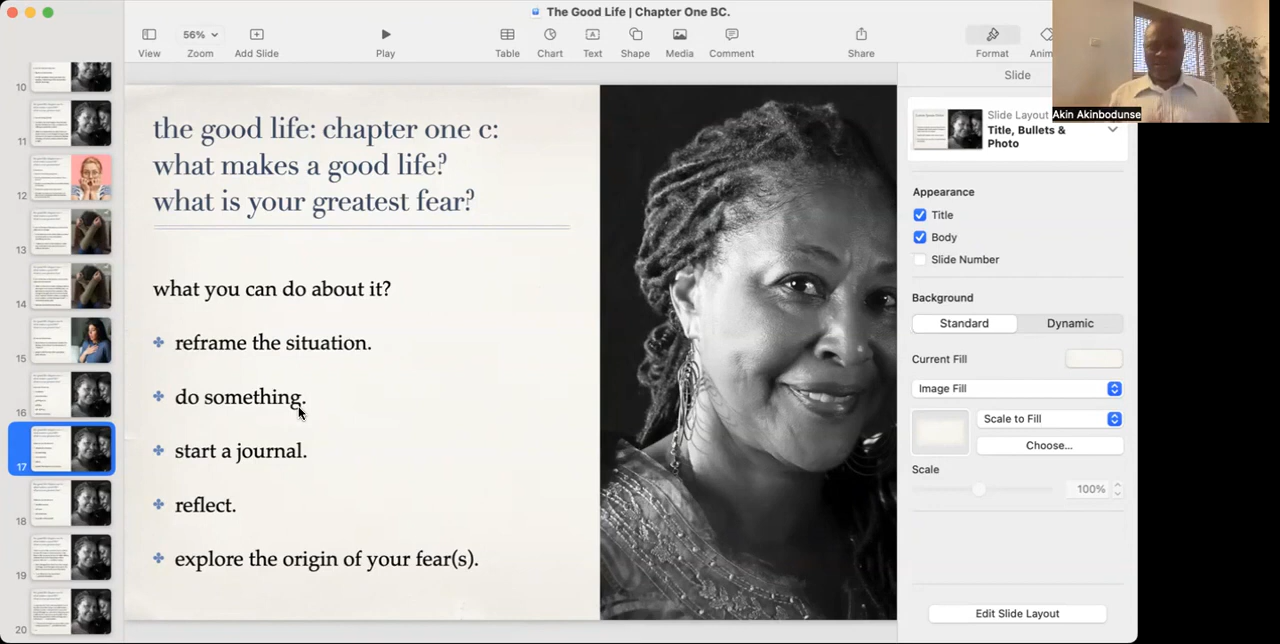 The Good Life | Chapter One BC.
56%
View
Zoom
Add Slide
Play
Table
Chart
Text
Shape
Media
Comment
Share
Format
Anim
Akin Akinbodunse
10
11
12
13
14
15
16
17
18
19
20
the good life: chapter one c:
what makes a good life?
what is your greatest fear?
what you can do about it?
reframe the situation.
do something.
start a journal.
reflect.
explore the origin of your fear(s).
Slide
Slide Layout
Title, Bullets &
Photo
Appearance
Title
Body
Slide Number
Background
Standard
Dynamic
Current Fill
Image Fill
Scale to Fill
Choose...
Scale
100%
Edit Slide Layout